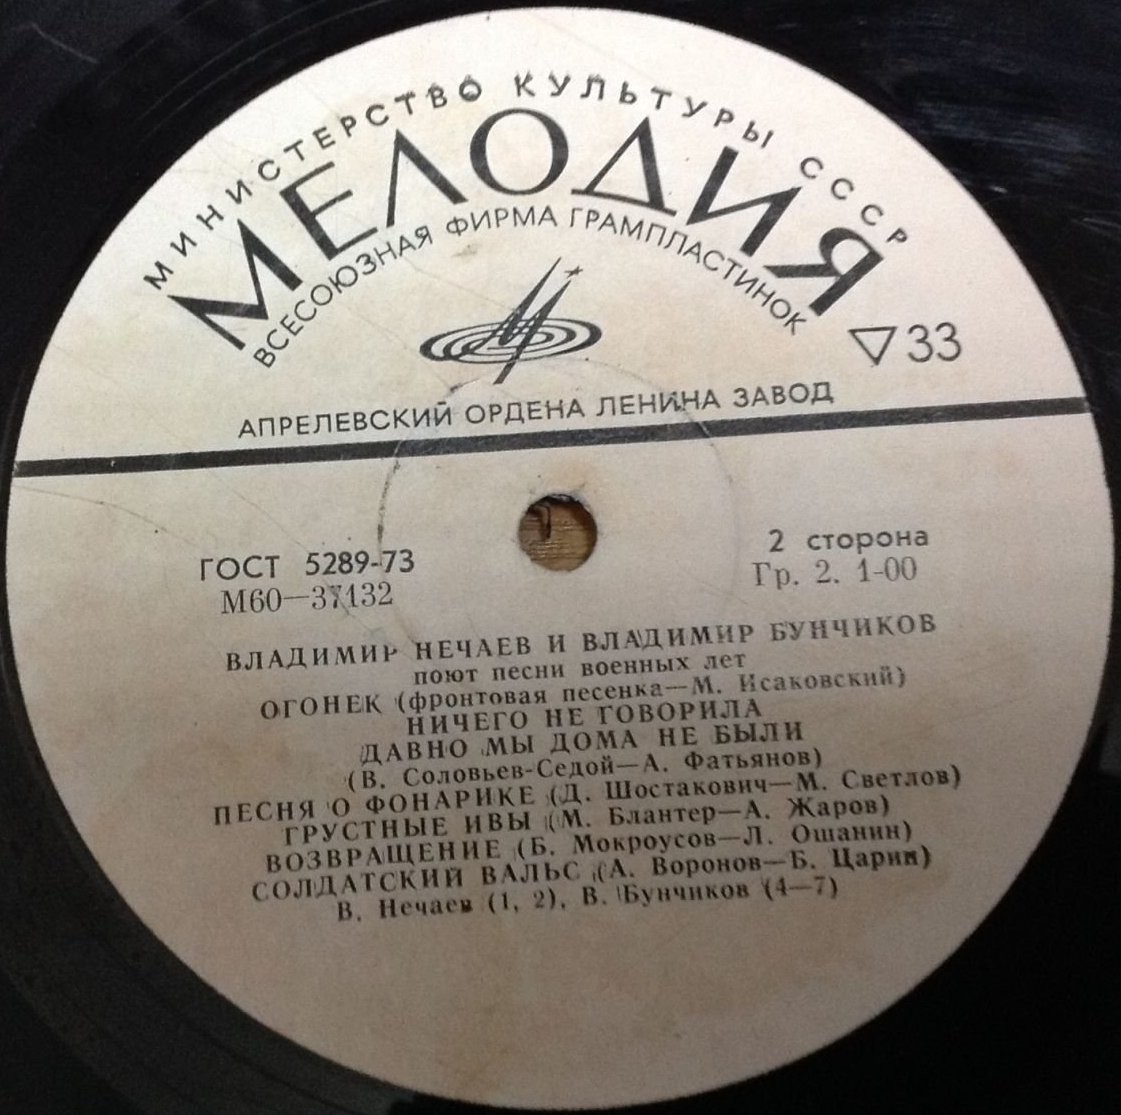 МИНИСТЕРСТВО КУЛЬТУРЫ СССР
МЕЛОДИЯ
ВСЕСОЮЗНАЯ ФИРМА ГРАМПЛАСТИНОК
33
АПРЕЛЕВСКИЙ ОРДЕНА ЛЕНИНА ЗАВОД
ГОСТ 5289-73
2 сторона
М60—37132
Гр. 2. 1-00
ВЛАДИМИР НЕЧАЕВ И ВЛАДИМИР БУНЧИКОВ
поют песни военных лет
ОГОНЕК (фронтовая песенка—М. Исаковский)
НИЧЕГО НЕ ГОВОРИЛА
ДАВНО МЫ ДОМА НЕ БЫЛИ
(В. Соловьев-Седой—А. Фатьянов)
ПЕСНЯ О ФОНАРИКЕ (Д. Шостакович—М. Светлов)
ГРУСТНЫЕ ИВЫ (М. Блантер—А. Жаров)
ВОЗВРАЩЕНИЕ (Б. Мокроусов—Л. Ошанин)
СОЛДАТСКИЙ ВАЛЬС (А. Воронов—Б. Царин)
В. Нечаев (1, 2), В. Бунчиков (4—7)